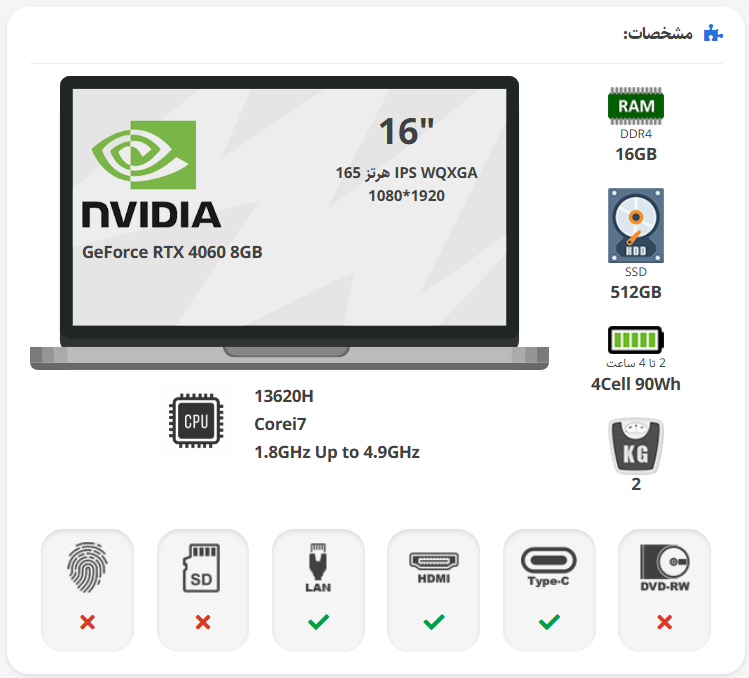 مشخصات:
RAM
DDR4
16GB
HDD
SSD
512GB
2 تا 4 ساعت
4Cell 90Wh
KG
2
16"
165 هرتز IPS WQXGA
1080*1920
NVIDIA
GeForce RTX 4060 8GB
CPU
13620H
Corei7
1.8GHz Up to 4.9GHz
DVD-RW
Type-C
HDMI
LAN
SD